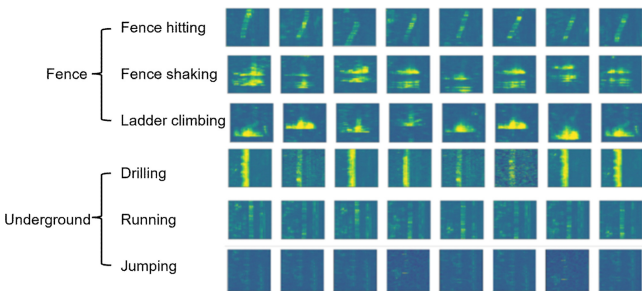 Fence hitting
Fence
Fence shaking
Ladder climbing
Drilling
Underground
Running
Jumping